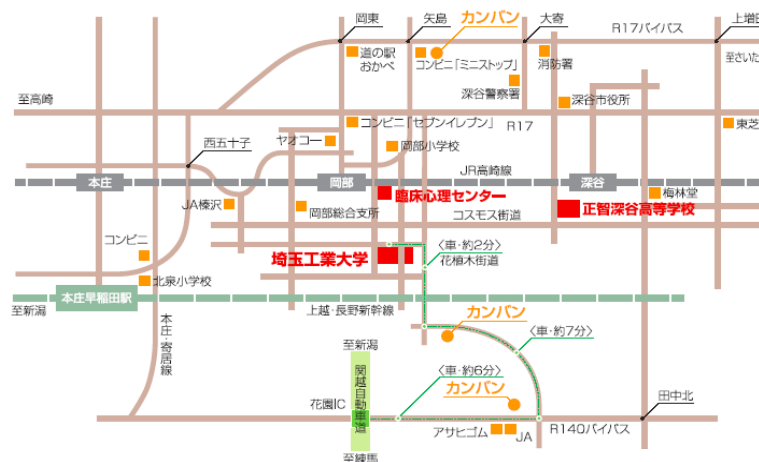 岡東
矢島
カンバン
大寄
上増田
R17バイパス
道の駅
おかべ
コンビニ「ミニストップ」
消防署
至さいた
深谷警察署
至高崎
深谷市役所
コンビニ「セブンイレブン」
R17
東芝
西五十子
ヤオコー
岡部小学校
JR高崎線
本庄
岡部
深谷
臨床心理センター
梅林堂
JA榛沢
岡部総合支所
正智深谷高等学校
コスモス街道
コンビニ
〈車・約2分〉
花植木街道
埼玉工業大学
北泉小学校
本庄早稲田駅
至新潟
上越・長野新幹線
カンバン
本庄・寄居線
〈車・約7分〉
至新潟
関越自動車道
〈車・約6分〉
カンバン
花園IC
田中北
アサヒゴム
JA
R140バイパス
至練馬